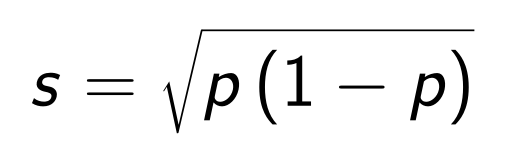 s = √p (1 − p)